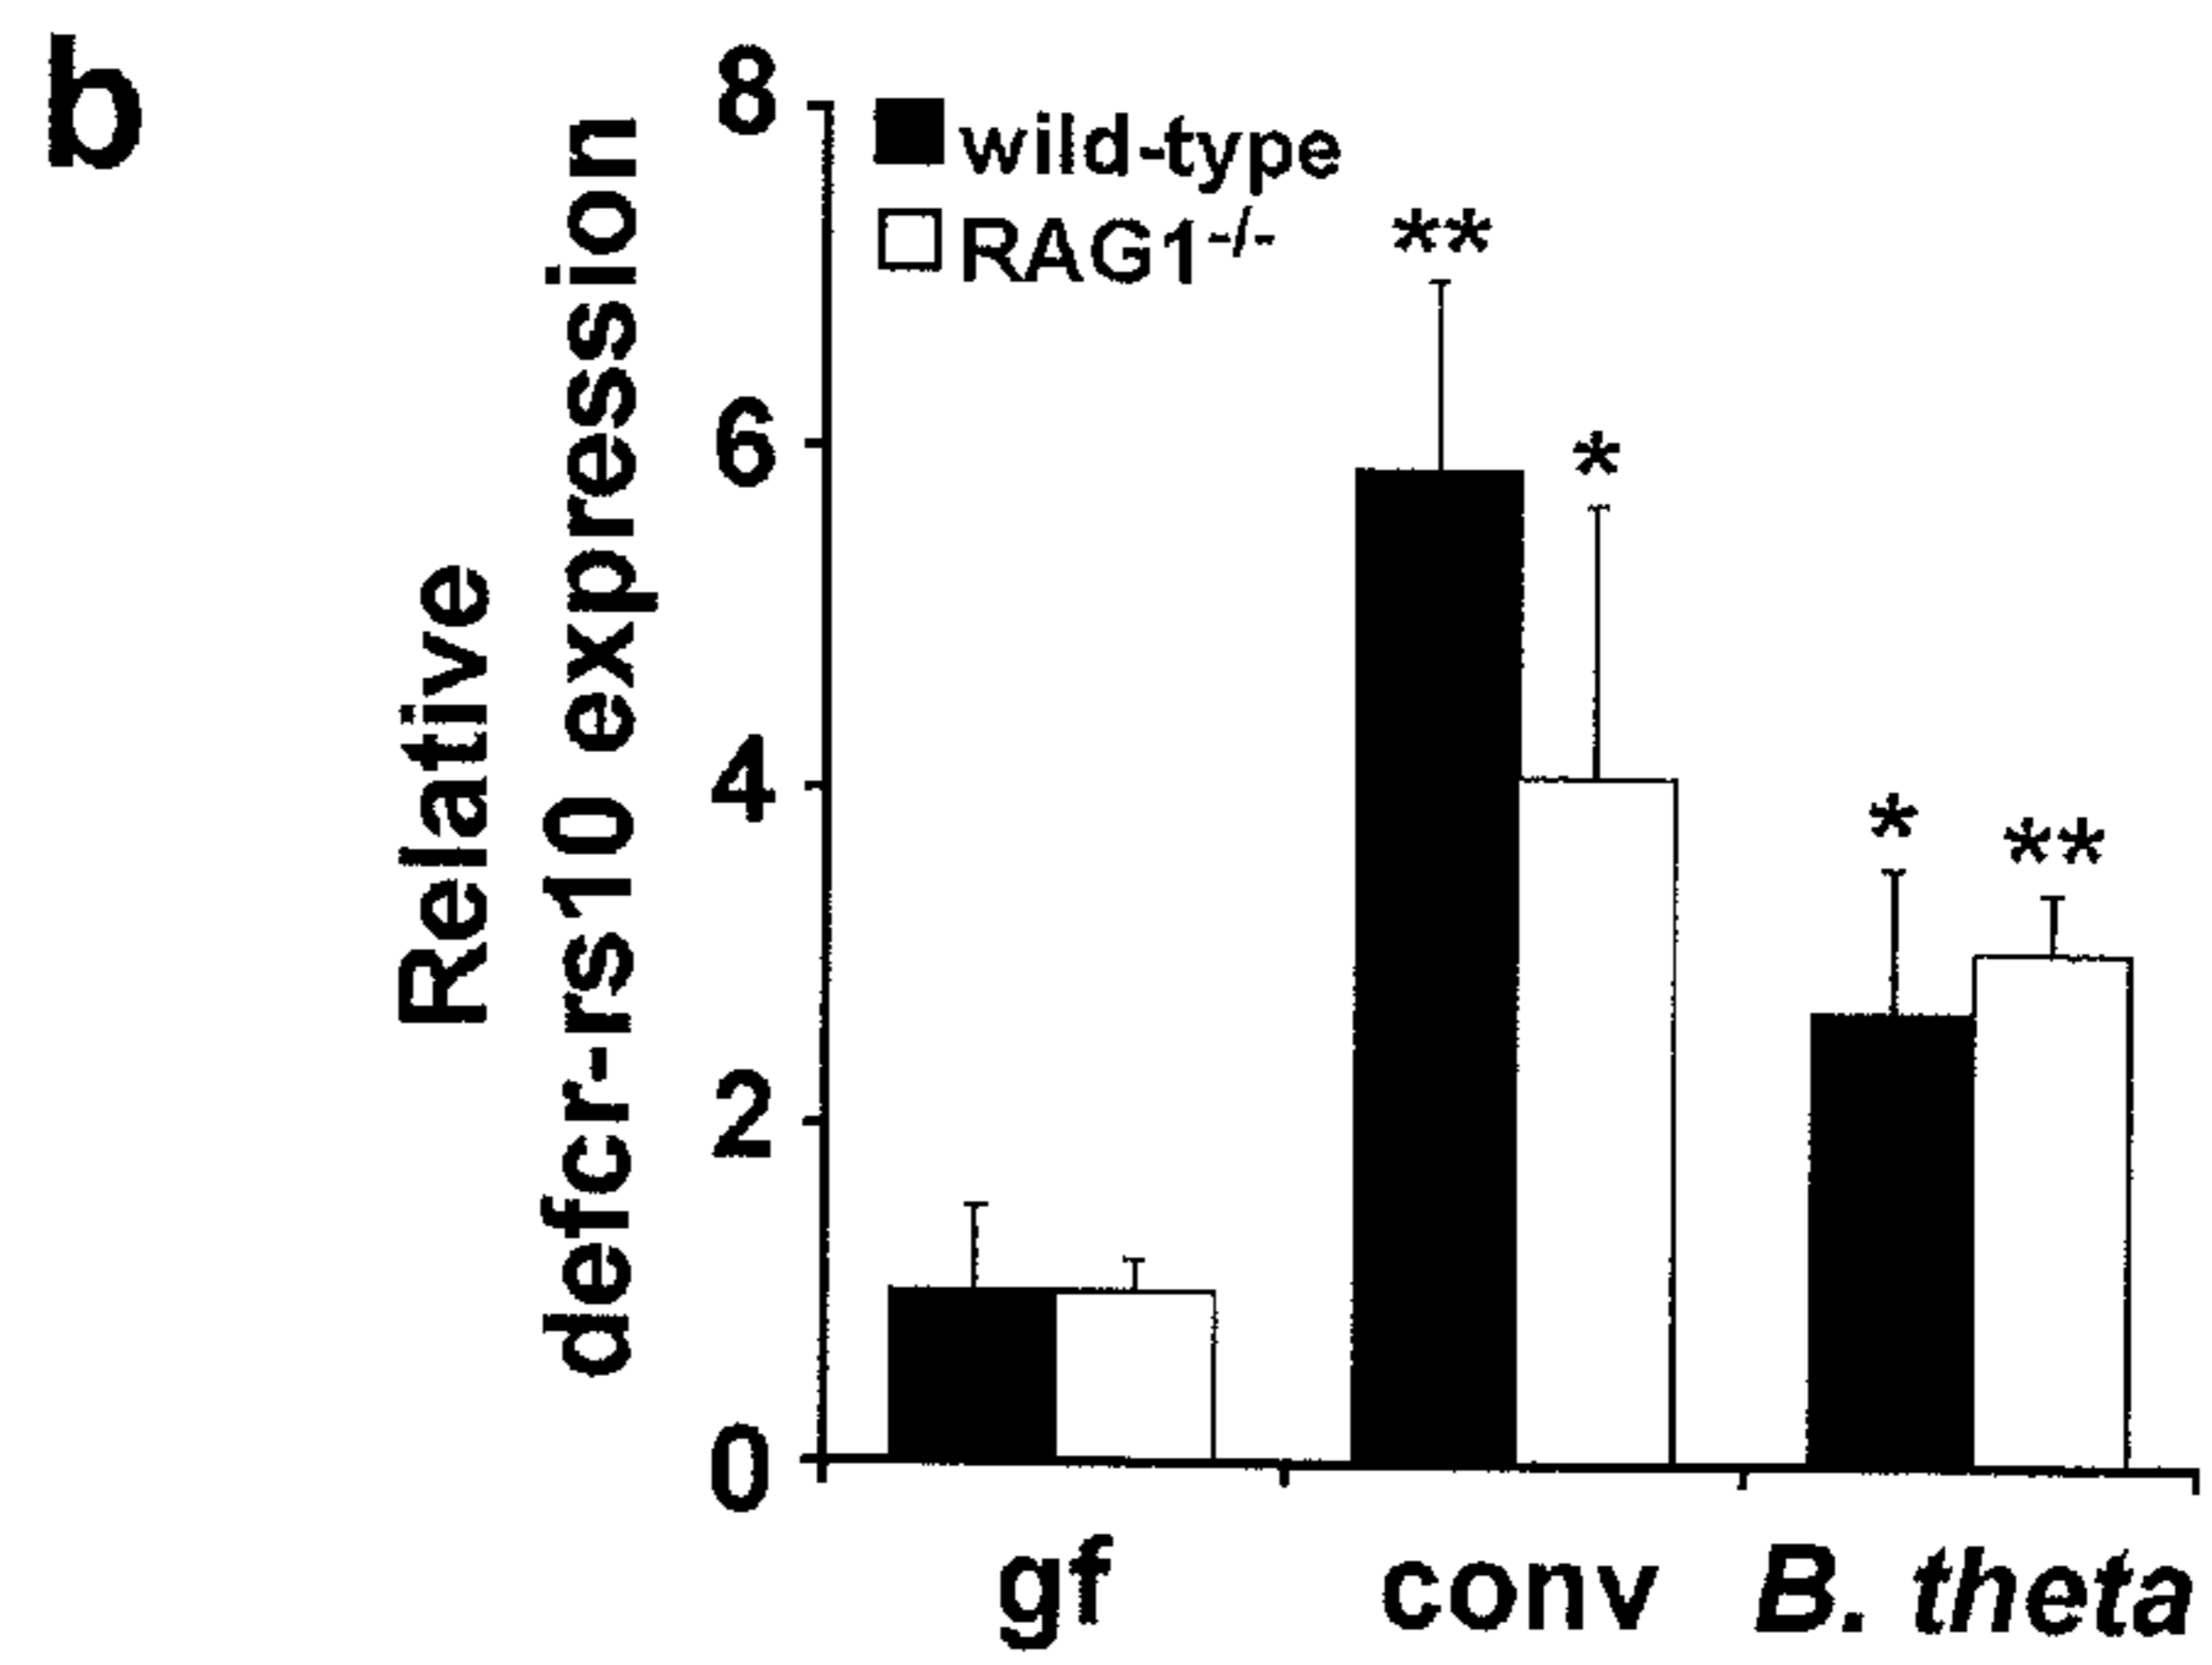 b
Relative
defcr-rs10 expression
8
6
4
2
0
wild-type
RAG1-/-
**
*
*
**
gf
conv
B. theta